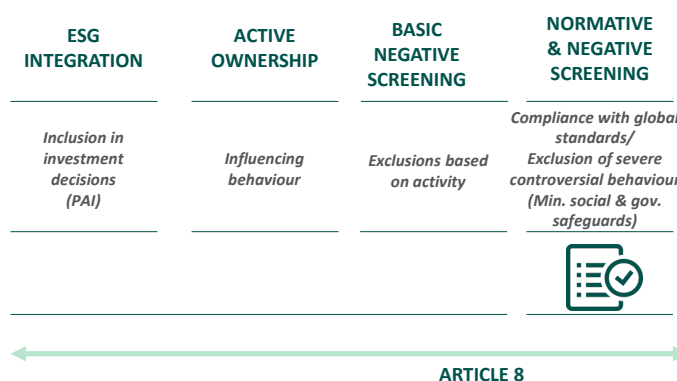 ESG
INTEGRATION
ACTIVE
OWNERSHIP
BASIC
NEGATIVE
SCREENING
NORMATIVE
& NEGATIVE
SCREENING
Inclusion in
investment
decisions
(PAI)
Influencing
behaviour
Exclusions based
on activity
Compliance with global
standards/
Exclusion of severe
controversial behaviour
(Min. social & gov.
safeguards)
ARTICLE 8